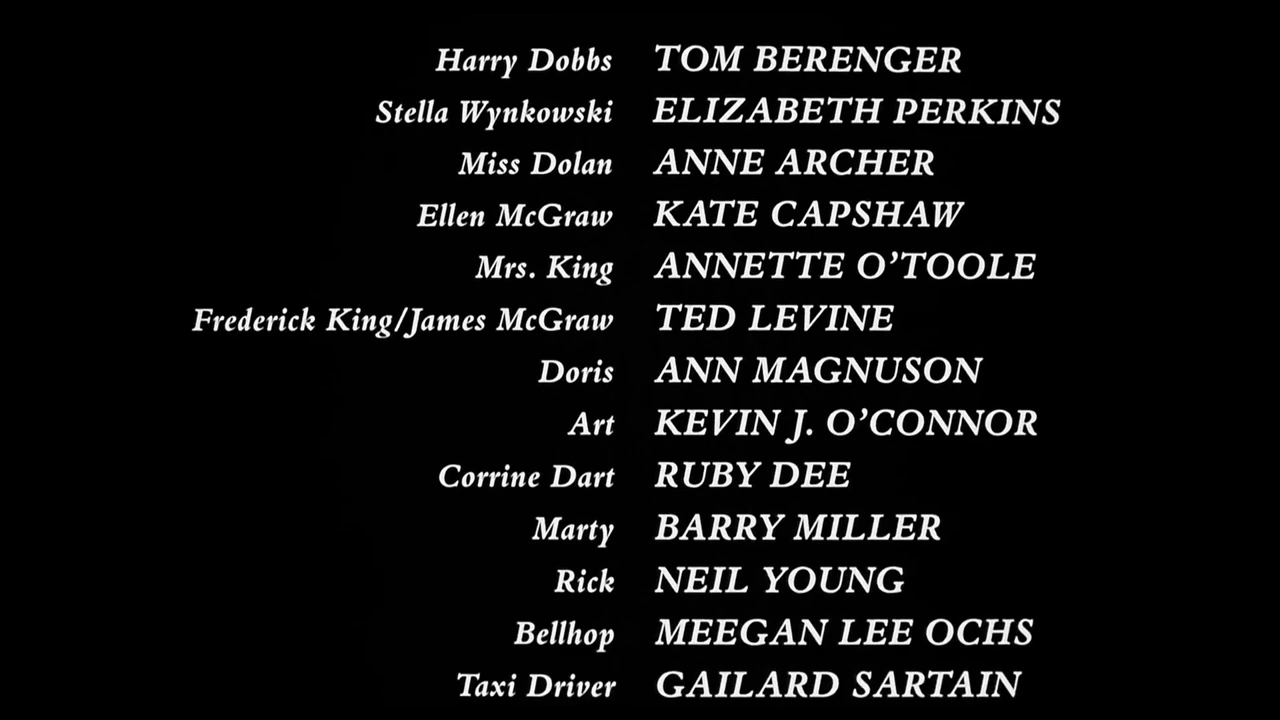 Harry Dobbs TOM BERENGER
Stella Wynkowski ELIZABETH PERKINS
Miss Dolan ANNE ARCHER
Ellen McGraw KATE CAPSHAW
Mrs. King ANNETTE O'TOOLE
Frederick King/James McGraw TED LEVINE
Doris ANN MAGNUSON
Art KEVIN J. O'CONNOR
Corrine Dart RUBY DEE
Marty BARRY MILLER
Rick NEIL YOUNG
Bellhop MEEGAN LEE OCHS
Taxi Driver GAILARD SARTAIN